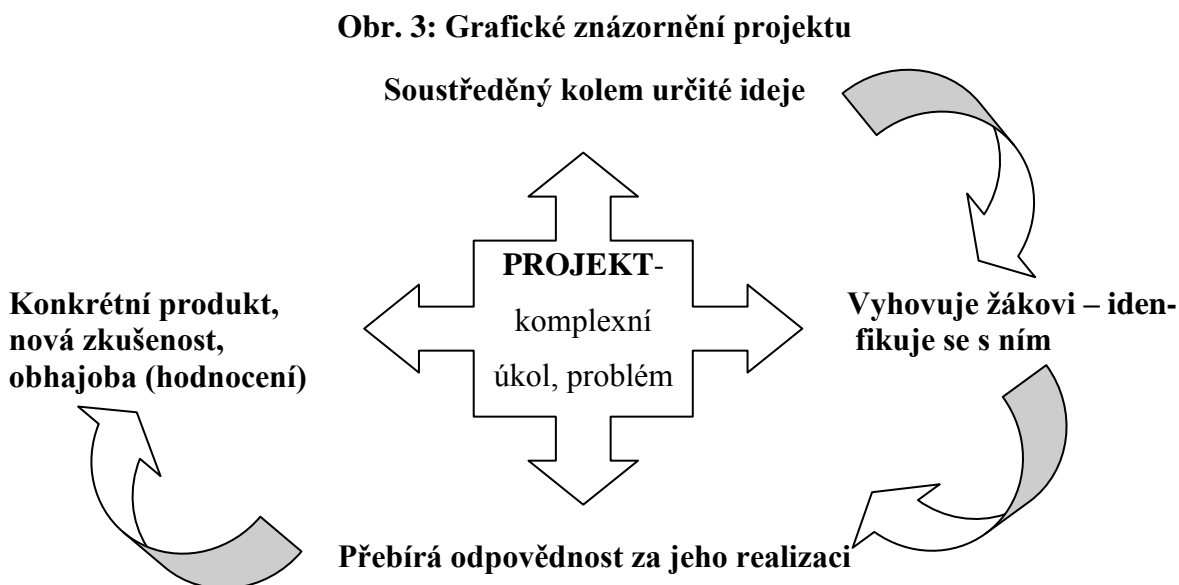 Obr. 3: Grafické znázornění projektu
Soustředěný kolem určité ideje
PROJEKT-
komplexní
úkol, problém
Konkrétní produkt,
nová zkušenost,
obhajoba (hodnocení)
Vyhovuje žákovi – iden-
fikuje se s ním
Přebírá odpovědnost za jeho realizaci